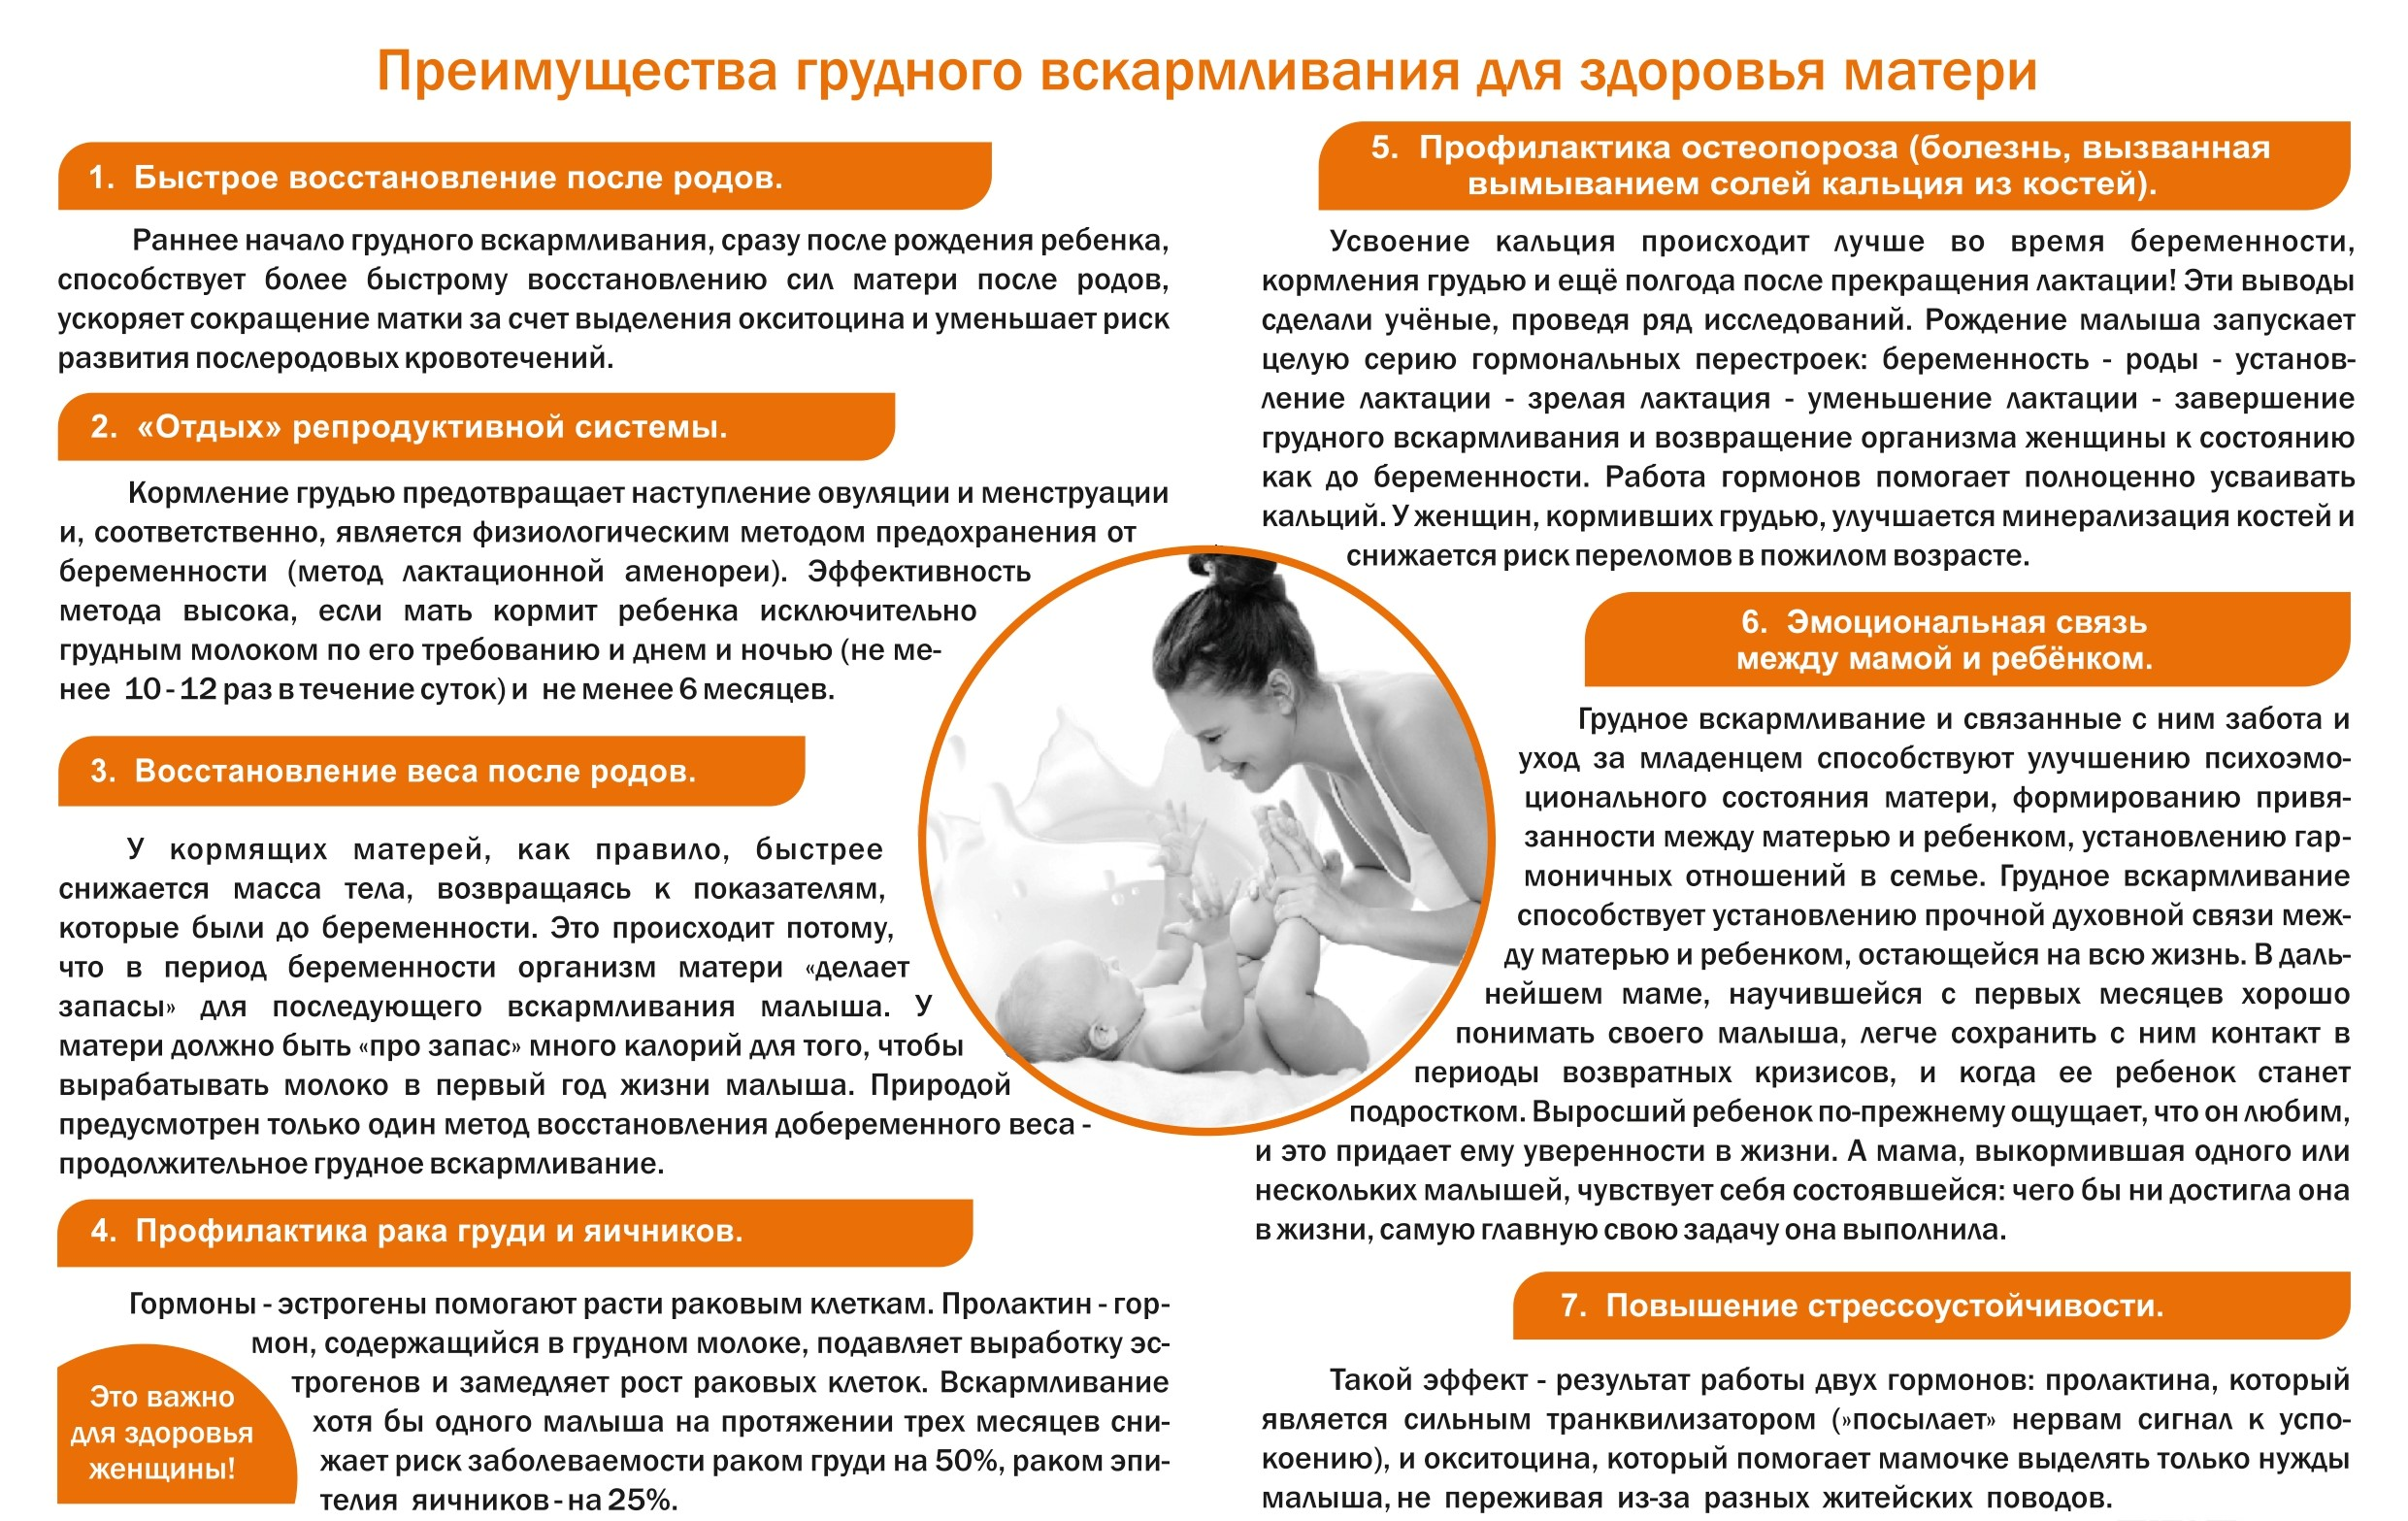 Преимущества грудного вскармливания для здоровья матери
1. Быстрое восстановление после родов.
Раннее начало грудного вскармливания, сразу после рождения ребенка,
способствует более быстрому восстановлению сил матери после родов,
ускоряет сокращение матки за счет выделения окситоцина и уменьшает риск
развития послеродовых кровотечений.
2. «Отдых» репродуктивной системы.
Кормление грудью предотвращает наступление овуляции и менструации
и, соответственно, является физиологическим методом предохранения от
беременности (метод лактационной аменореи). Эффективность
метода высока, если мать кормит ребенка исключительно
грудным молоком по его требованию и днем и ночью (не ме-
нее 10 - 12 раз в течение суток) и не менее 6 месяцев.
3. Восстановление веса после родов.
У кормящих матерей, как правило, быстрее
снижается масса тела, возвращаясь к показателям,
которые были до беременности. Это происходит потому,
что в период беременности организм матери «делает
запасы» для последующего вскармливания малыша. У
матери должно быть «про запас» много калорий для того, чтобы
вырабатывать молоко в первый год жизни малыша. Природой
предусмотрен только один метод восстановления добеременного веса -
продолжительное грудное вскармливание.
4. Профилактика рака груди и яичников.
Гормоны - эстрогены помогают расти раковым клеткам. Пролактин - гор-
мон, содержащийся в грудном молоке, подавляет выработку эс-
трогенов и замедляет рост раковых клеток. Вскармливание
хотя бы одного малыша на протяжении трех месяцев сни-
жает риск заболеваемости раком груди на 50%, раком эпи-
телия яичников - на 25%.
Это важно
для здоровья
женщины!
5. Профилактика остеопороза (болезнь, вызванная
вымыванием солей кальция из костей).
Усвоение кальция происходит лучше во время беременности,
кормления грудью и ещё полгода после прекращения лактации! Эти выводы
сделали учёные, проведя ряд исследований. Рождение малыша запускает
целую серию гормональных перестроек: беременность - роды - установ-
ление лактации - зрелая лактация - уменьшение лактации - завершение
грудного вскармливания и возвращение организма женщины к состоянию
как до беременности. Работа гормонов помогает полноценно усваивать
кальций. У женщин, кормивших грудью, улучшается минерализация костей и
снижается риск переломов в пожилом возрасте.
6. Эмоциональная связь
между мамой и ребёнком.
Грудное вскармливание и связанные с ним забота и
уход за младенцем способствуют улучшению психоэмо-
ционального состояния матери, формированию привя-
занности между матерью и ребенком, установлению гар-
моничных отношений в семье. Грудное вскармливание
способствует установлению прочной духовной связи меж-
ду матерью и ребенком, остающейся на всю жизнь. В даль-
нейшем маме, научившейся с первых месяцев хорошо
понимать своего малыша, легче сохранить с ним контакт в
периоды возвратных кризисов, и когда ее ребенок станет
подростком. Выросший ребенок по-прежнему ощущает, что он любим,
и это придает ему уверенности в жизни. А мама, выкормившая одного или
нескольких малышей, чувствует себя состоявшейся: чего бы ни достигла она
в жизни, самую главную свою задачу она выполнила.
7. Повышение стрессоустойчивости.
Такой эффект - результат работы двух гормонов: пролактина, который
является сильным транквилизатором (»посылает» нервам сигнал к успо-
коению), и окситоцина, который помогает мамочке выделять только нужды
малыша, не переживая из-за разных житейских поводов.